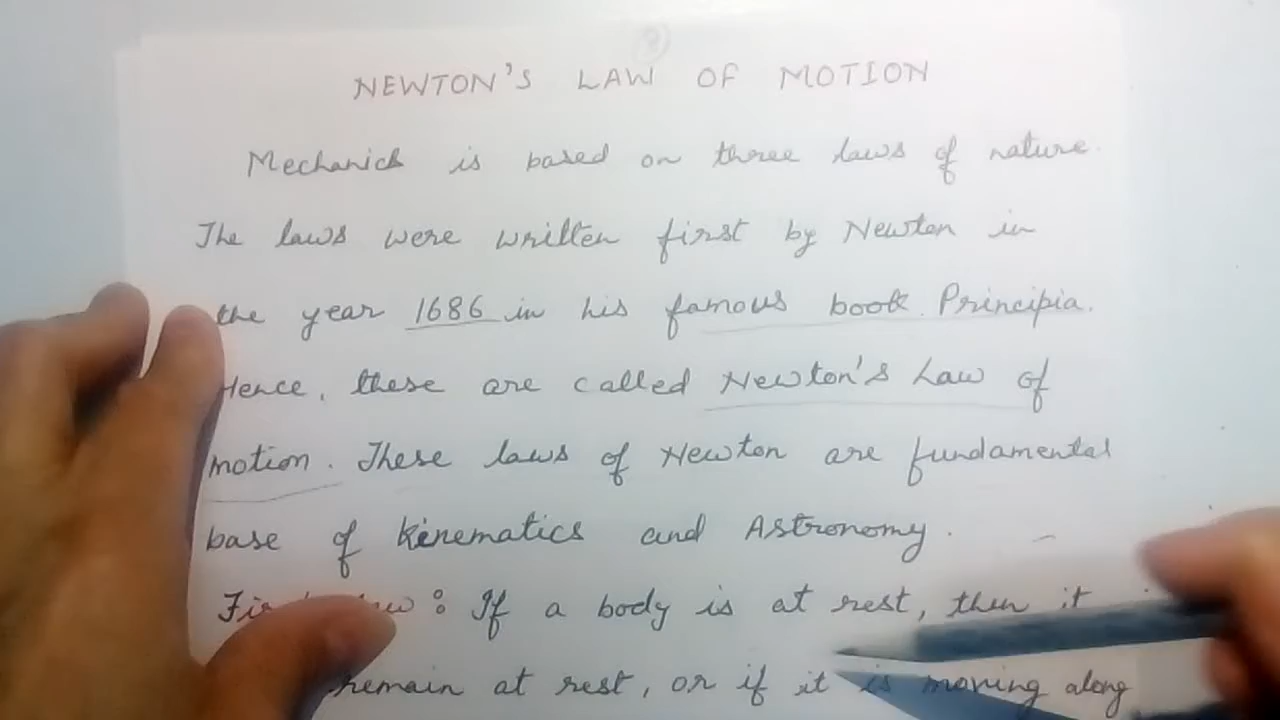 NEWTON'S LAW OF MOTION
Mechanics is based on three laws of nature.
The laws were written first by Newton in
the year 1686 in his famous book Principia.
Hence, these are called Newton's Law of
motion. These laws of Newton are fundamental
base of Kinematics and Astronomy.
Law : If a body is at rest, then it
remain at rest, or if it is moving along